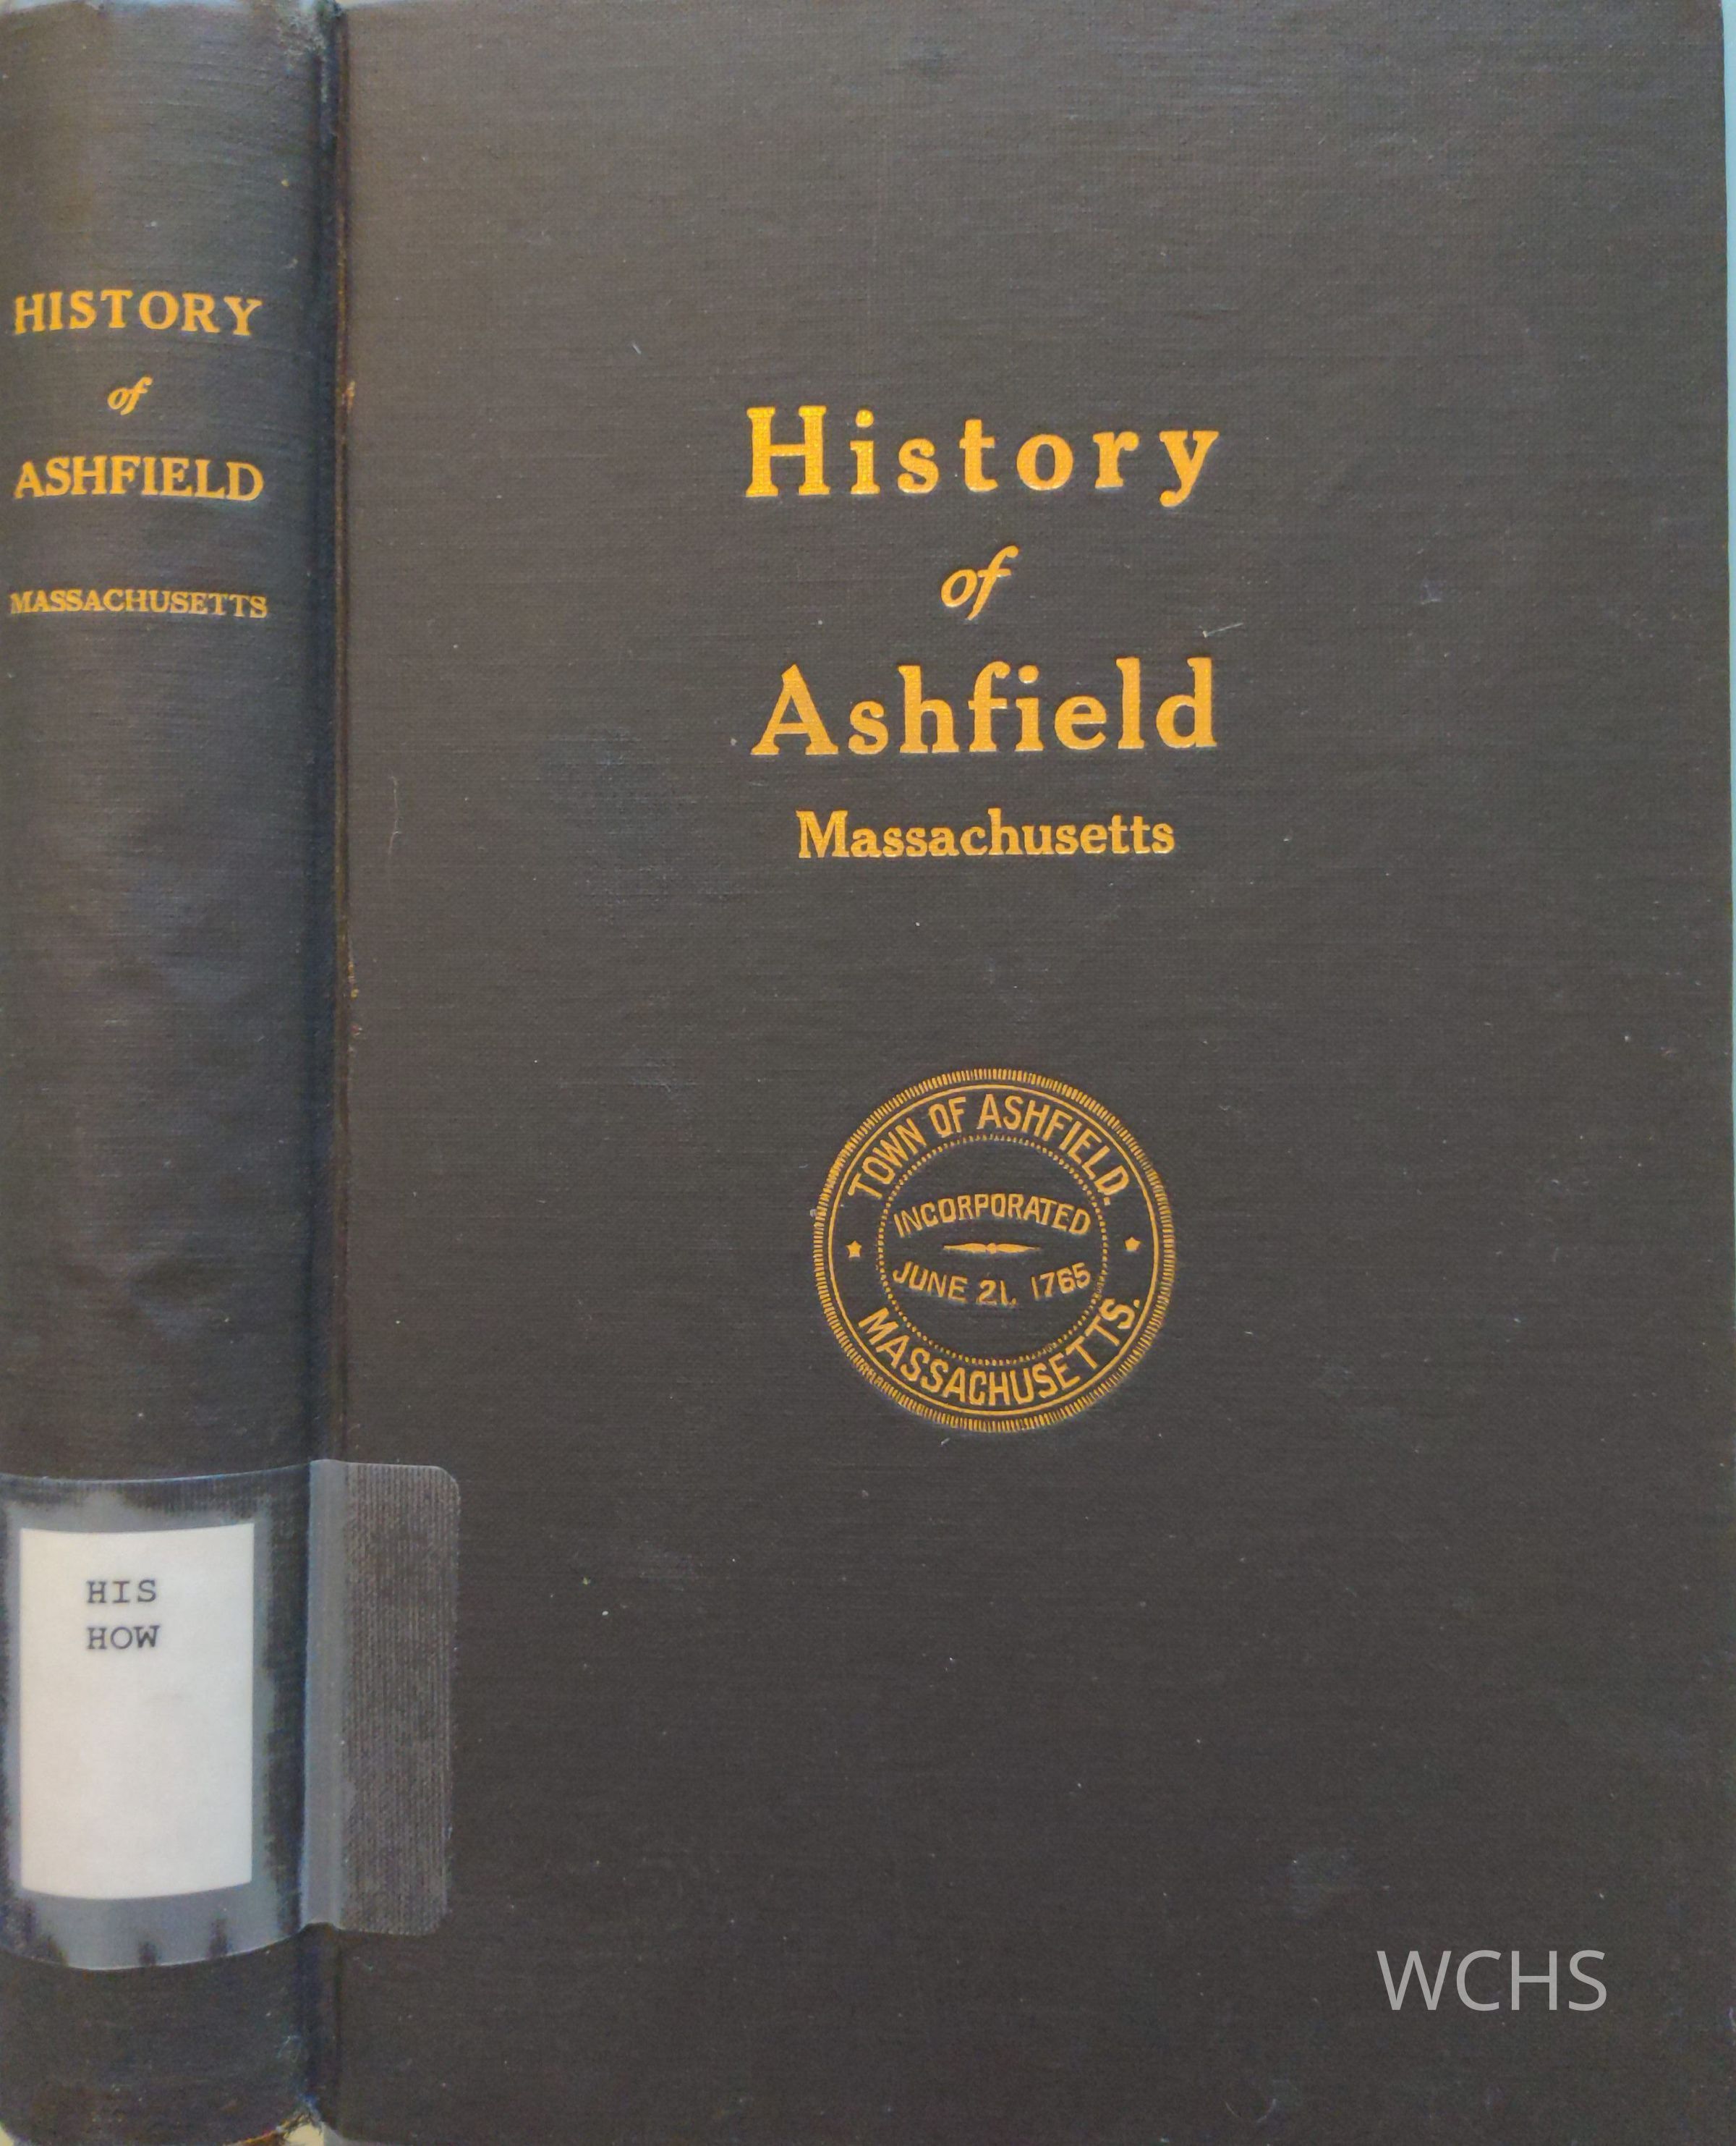 HISTORY
of
ASHFIELD
MASSACHUSETTS
HIS
HOW
History
of
Ashfield
Massachusetts
TOWN OF ASHFIELD.
INCORPORATED
JUNE 21, 1765
MASSACHUSETTS.
WCHS